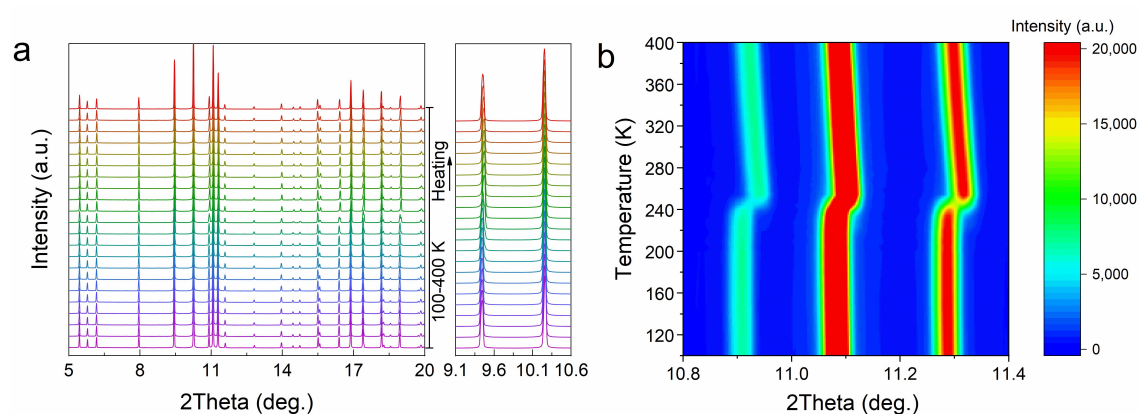 a
Intensity (a.u.)
Heating
100-400 K
5 8 11 14 17 20
9.1 9.6 10.1 10.6
2Theta (deg.)
b
Intensity (a.u.)
Temperature (K)
400
360
320
280
240
200
160
120
10.8 11.0 11.2 11.4
2Theta (deg.)
20,000
15,000
10,000
5,000
0